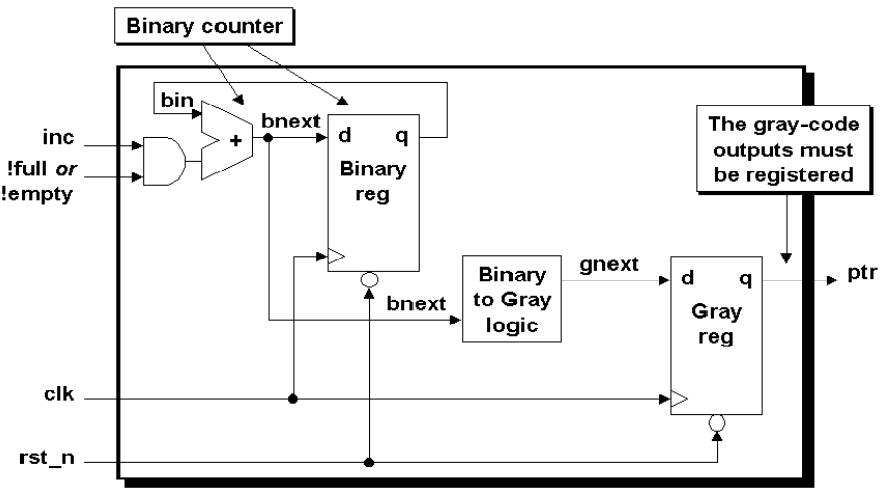 Binary counter
bin
bnext
inc
!full or
!empty
+
d q
Binary
reg
The gray-code
outputs must
be registered
bnext
Binary
to Gray
logic
gnext
d q
Gray
reg
ptr
clk
rst_n